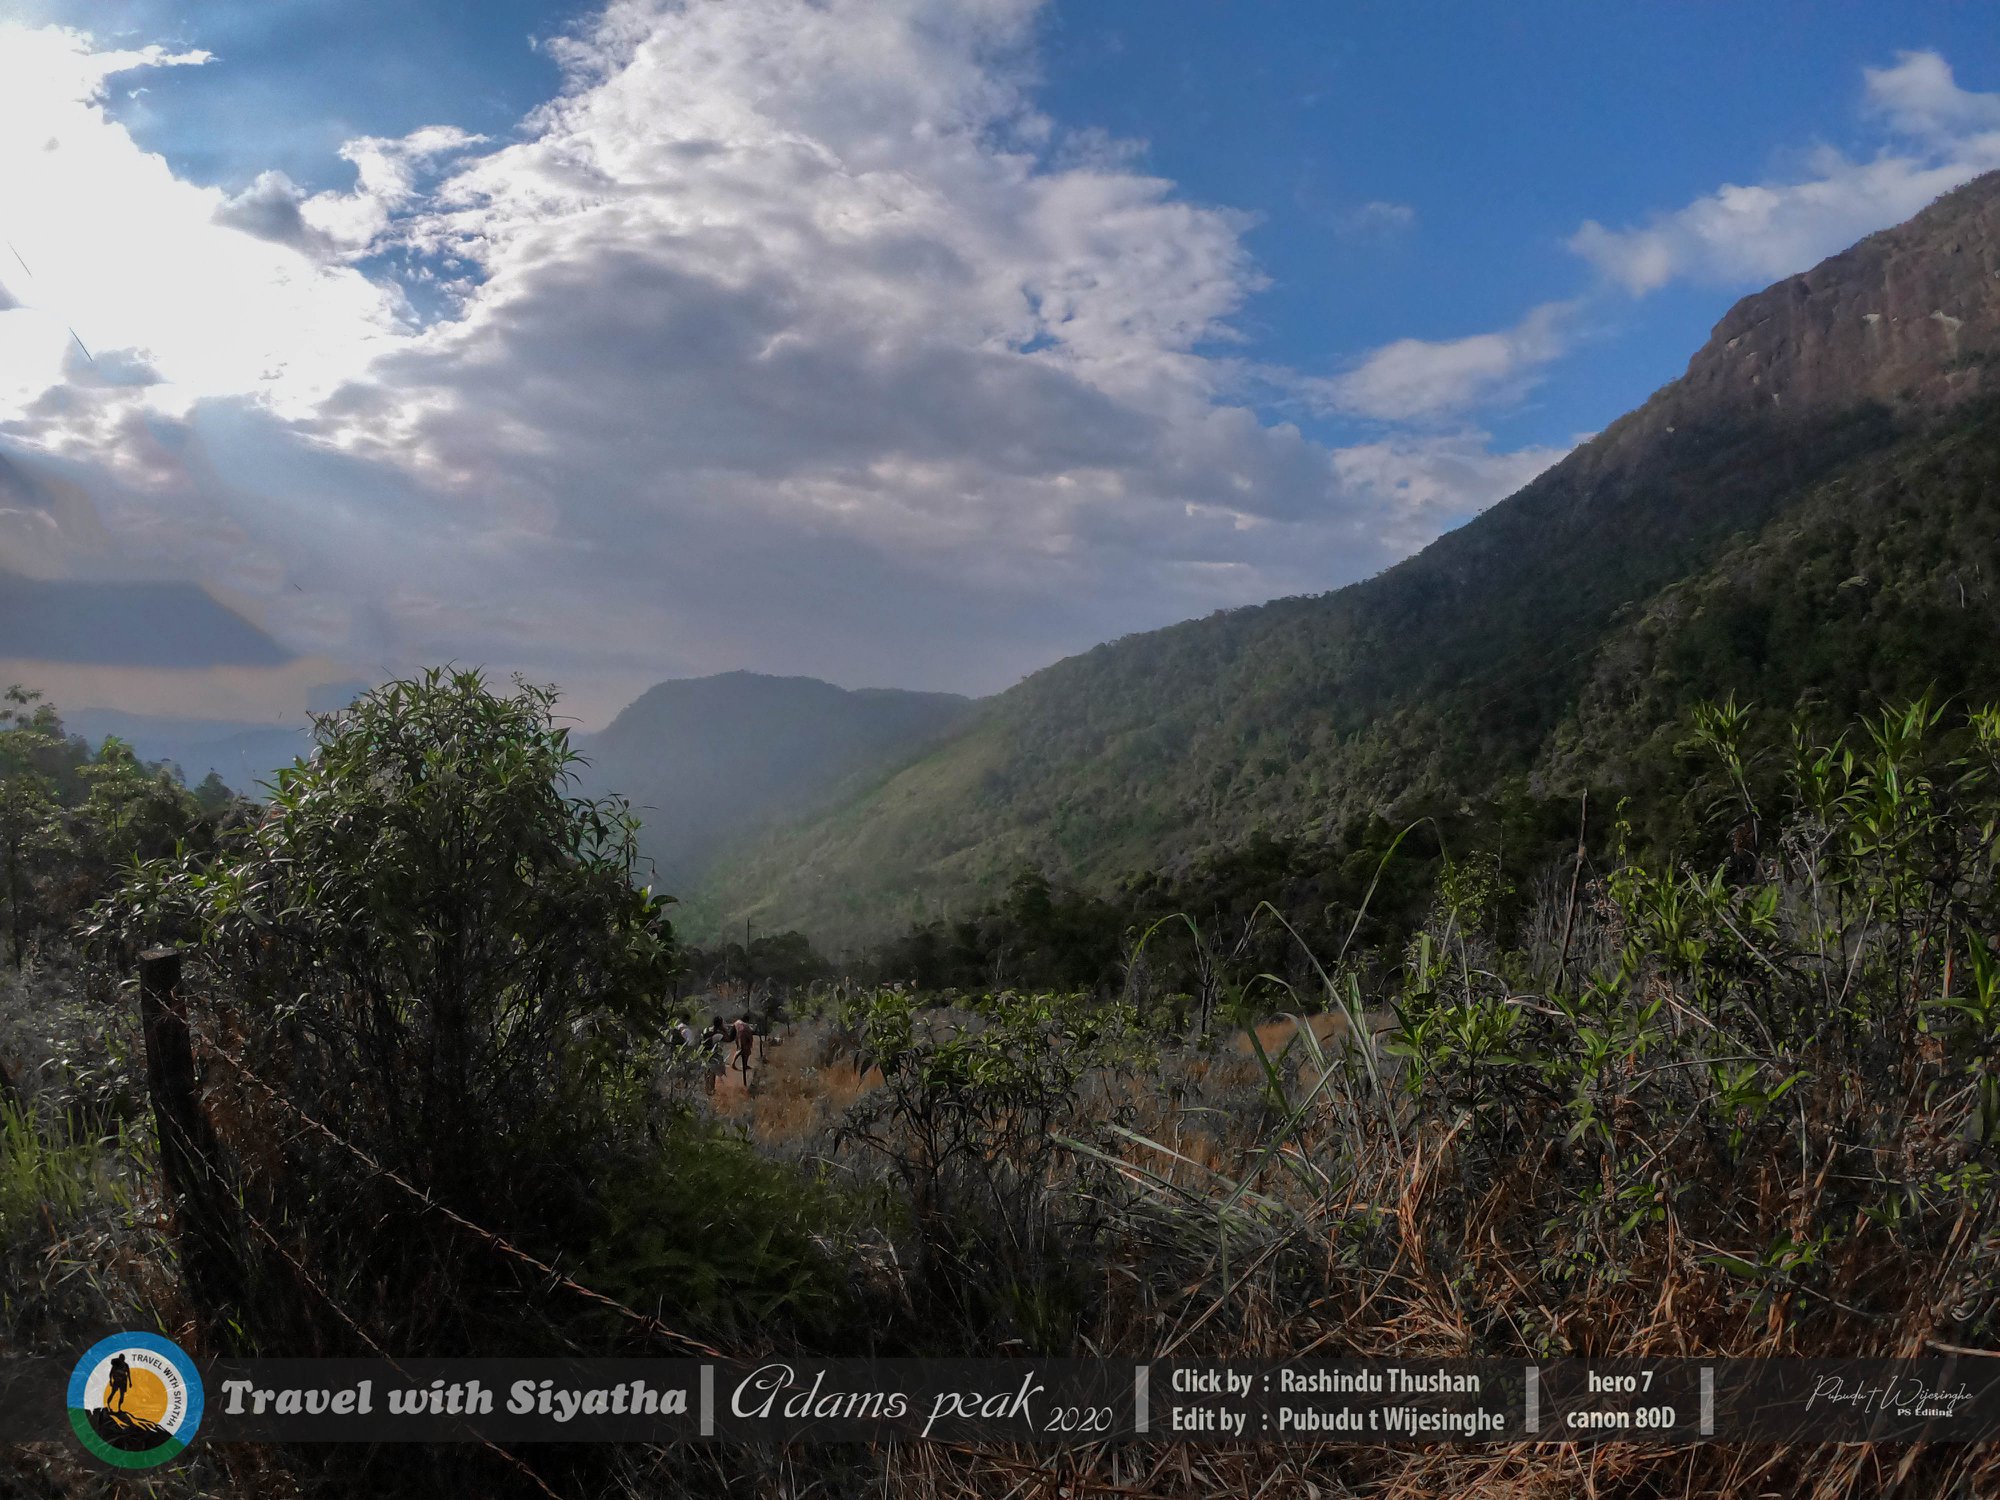 TRAVEL WITH SIYATHA
Travel with Siyatha
Adams peak 2020
Click by : Rashindu Thushan
Edit by : Pubudu t Wijesinghe
hero 7
canon 80D
Pubudu t Wijesinghe
PS Editing